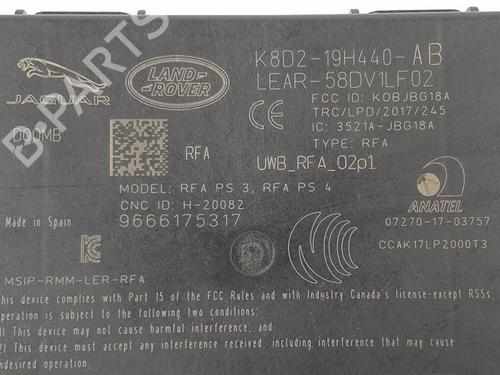 K8D2-19H440-AB
LEAR-58DV1LF02
JAGUAR
LAND-
ROVER
FCC ID: KOBJBG18A
TRC/LPD/2017/245
IC: 3521A-JBG18A
TYPE: RFA
DOOMB
RFA
UWB_RFA_02p1
MODEL: RFA PS 3, RFA PS 4
CNC ID: H-20082
9666175317
ANATEL
07270-17-03757
CCAK17LP2000T3
Made in Spain
MSIP-RMM-LER-RFA
This device complies with Part 15 of the FCC Rules and with Industry Canada's license-except RSSs.
Operation is subject to the following two conditions:
1) This device may not cause harmful interference, and
2) This device must accept any interference received, including interference that may cause
undesired operation.
B-Parts